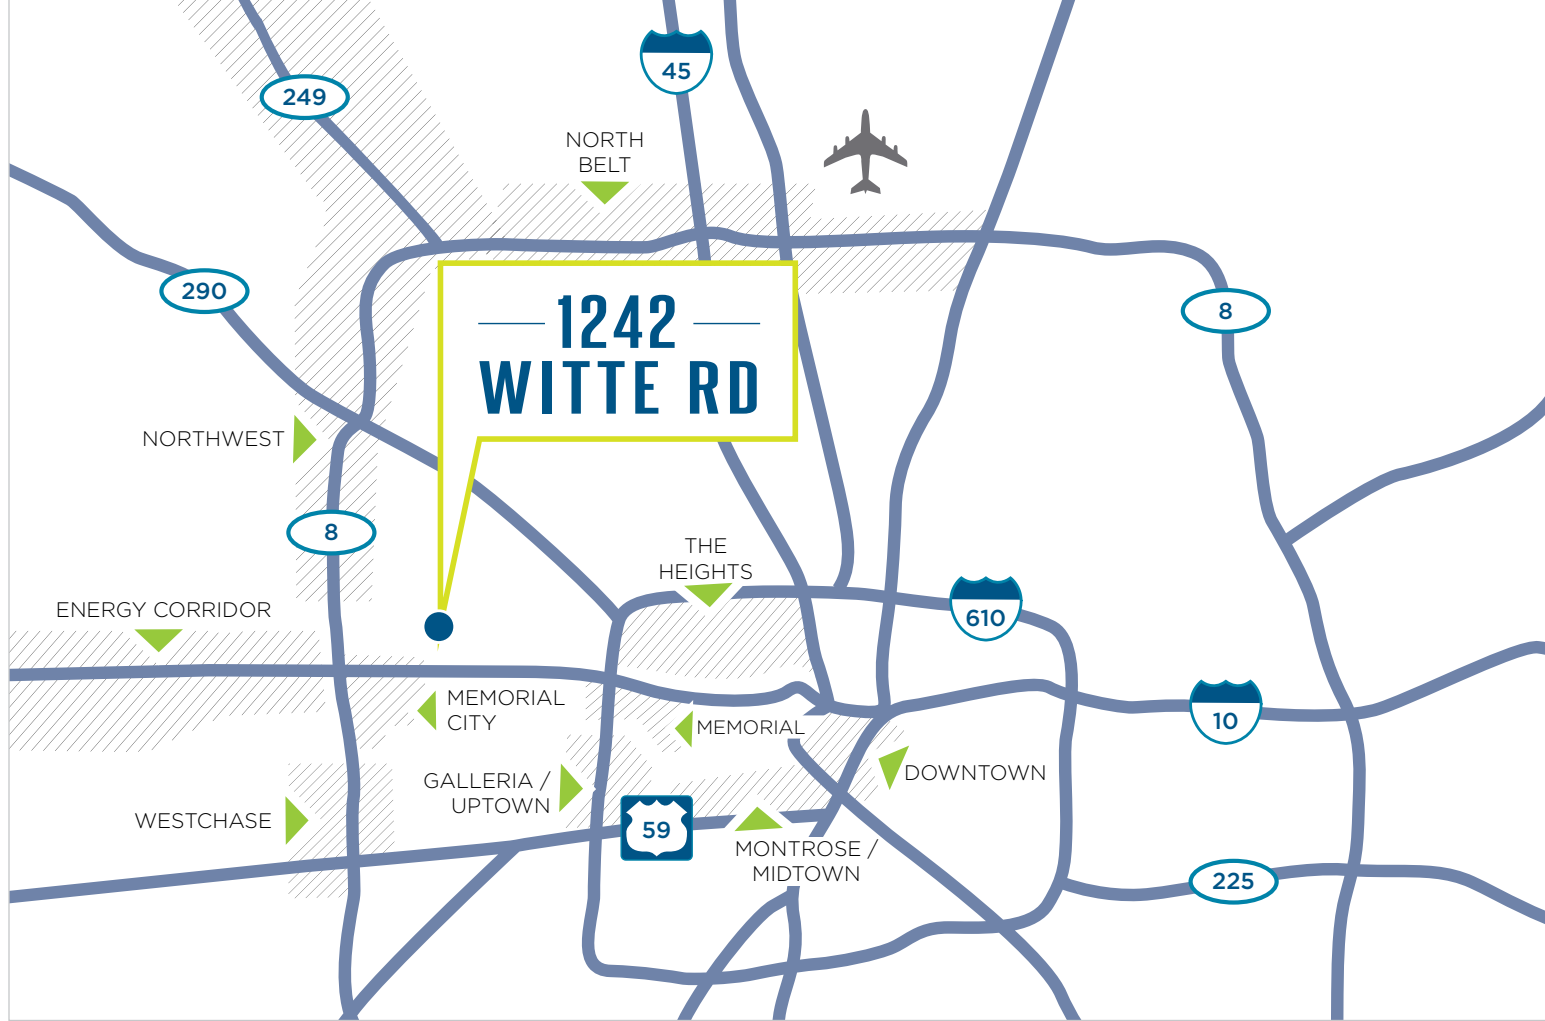 45
249
NORTH
BELT
290
1242
WITTE RD
8
NORTHWEST
8
THE
HEIGHTS
ENERGY CORRIDOR
610
MEMORIAL
CITY
MEMORIAL
10
GALLERIA /
UPTOWN
DOWNTOWN
WESTCHASE
59
MONTROSE /
MIDTOWN
225